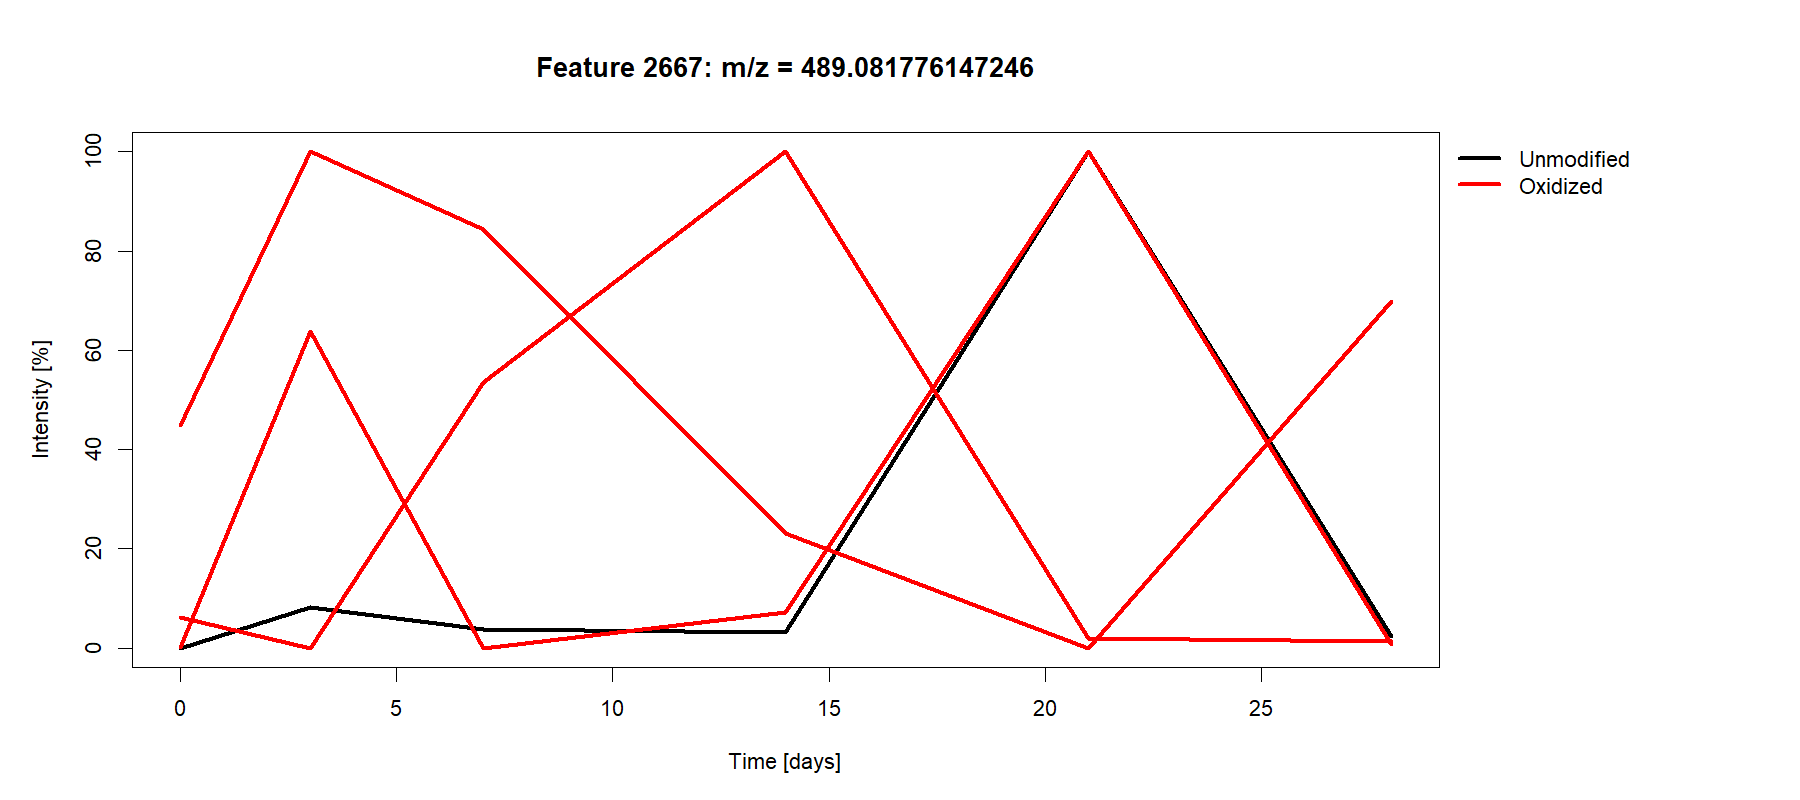 Feature 2667: m/z = 489.081776147246
Unmodified
Oxidized
Intensity [%]
100
80
60
40
20
0
0 5 10 15 20 25
Time [days]